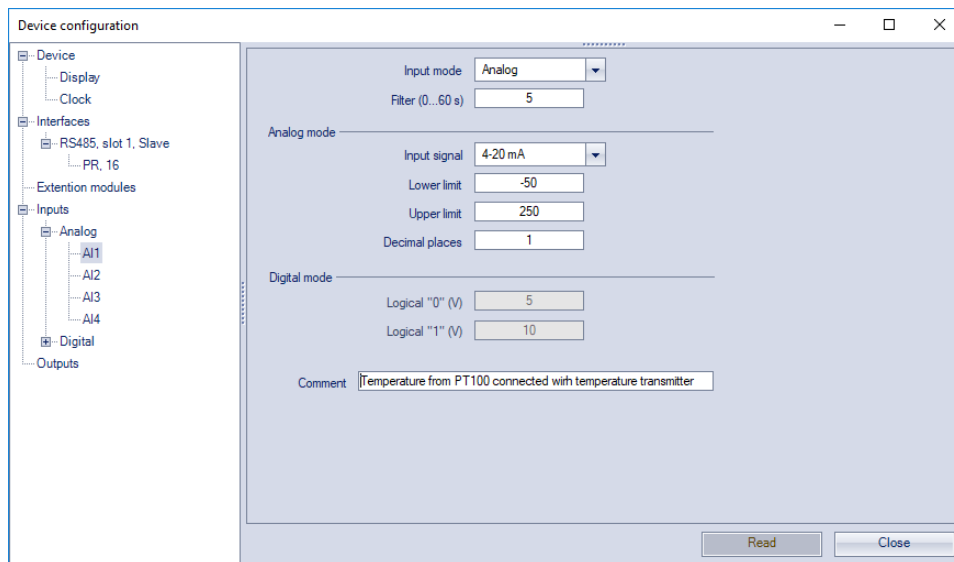 Device configuration
Device
Display
Clock
Interfaces
RS485, slot 1, Slave
PR, 16
Extention modules
Inputs
Analog
AI1
AI2
AI3
AI4
Digital
Outputs
Input mode Analog
Filter (0...60 s) 5
Analog mode
Input signal 4-20 mA
Lower limit -50
Upper limit 250
Decimal places 1
Digital mode
Logical "0" (V) 5
Logical "1" (V) 10
Comment Temperature from PT100 connected wirh temperature transmitter
Read Close